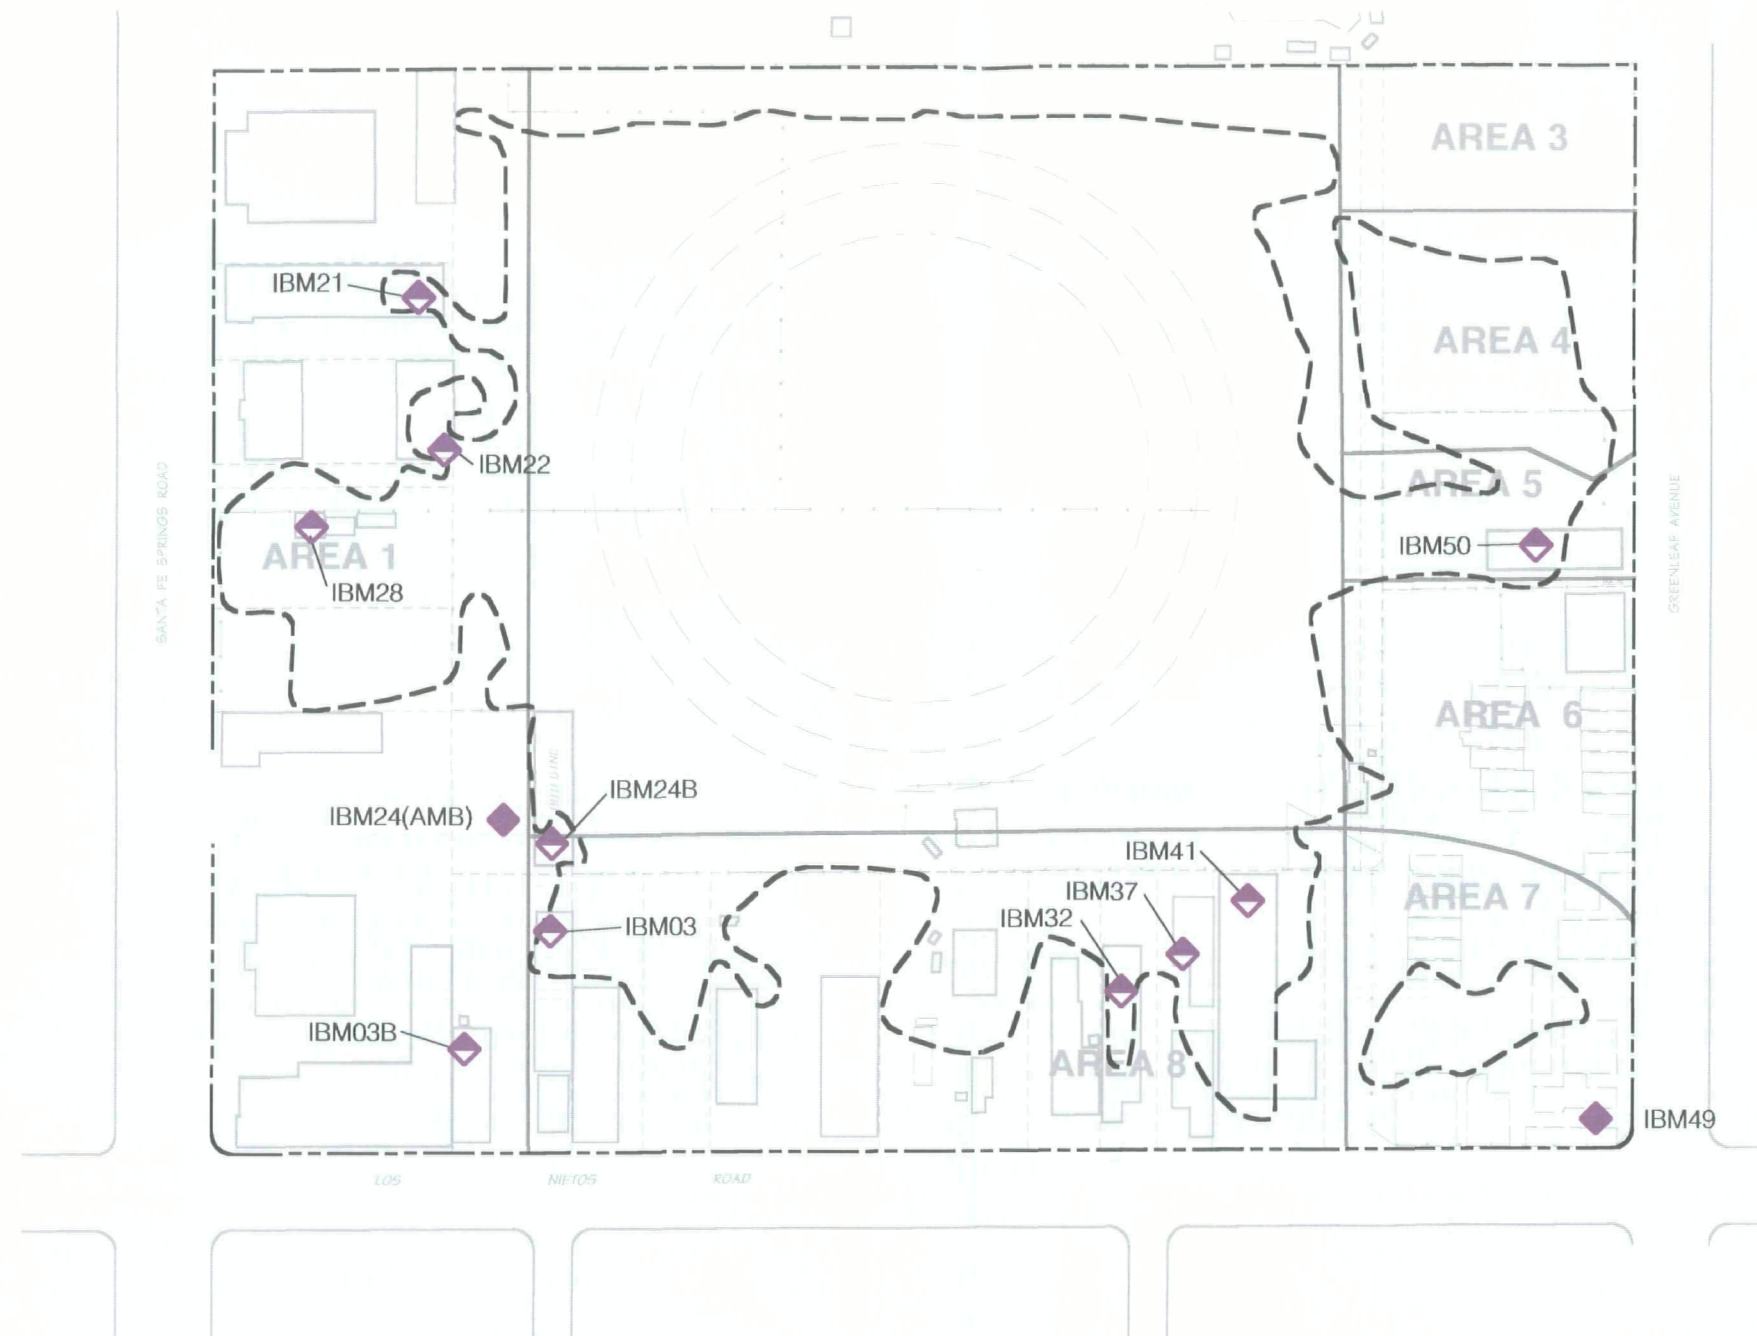 AREA 3
IBM21
AREA 4
IBM22
SANTA FE SPRINGS ROAD
AREA 5
GREENLEAF AVENUE
IBM50
AREA 1
IBM28
AREA 6
IBM24B
IBM24(AMB)
IBM41
IBM37
AREA 7
IBM32
IBM03
IBM03B
AREA 8
IBM49
LOS NIETOS ROAD